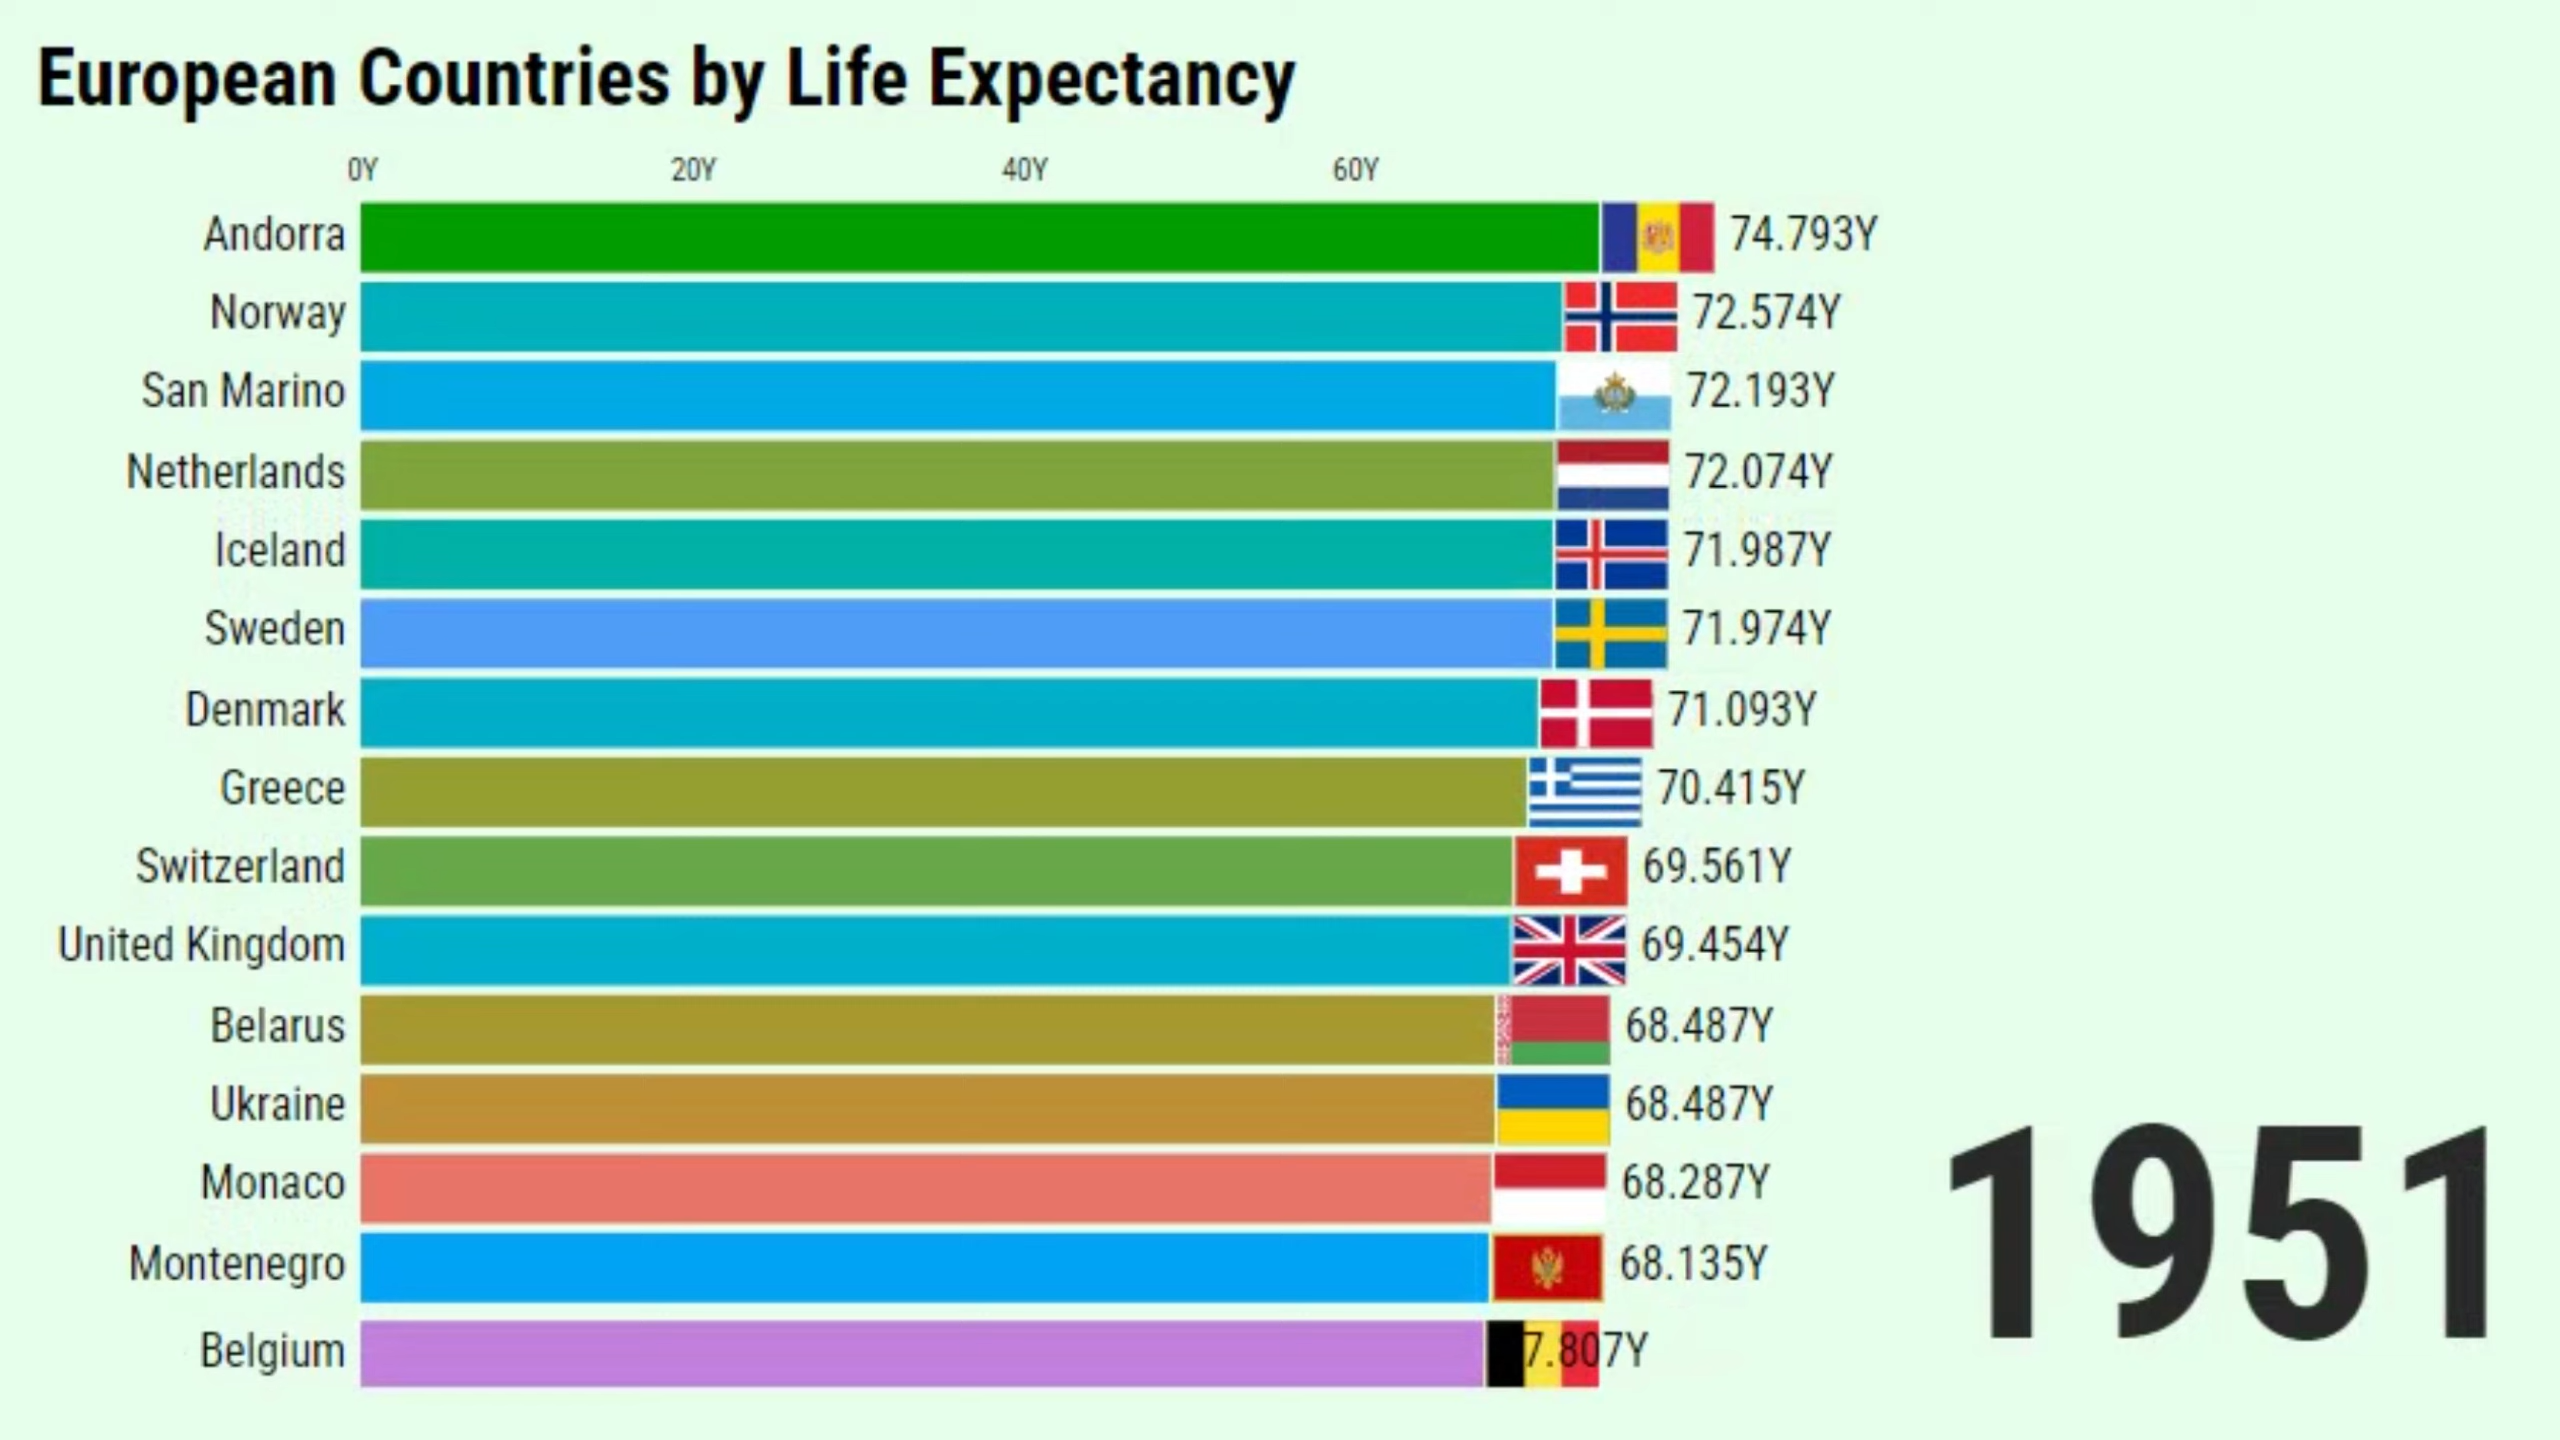 European Countries by Life Expectancy
0Y 20Y 40Y 60Y
Andorra 74.793Y
Norway 72.574Y
San Marino 72.193Y
Netherlands 72.074Y
Iceland 71.987Y
Sweden 71.974Y
Denmark 71.093Y
Greece 70.415Y
Switzerland 69.561Y
United Kingdom 69.454Y
Belarus 68.487Y
Ukraine 68.487Y
Monaco 68.287Y
Montenegro 68.135Y
Belgium 7.807Y
1951